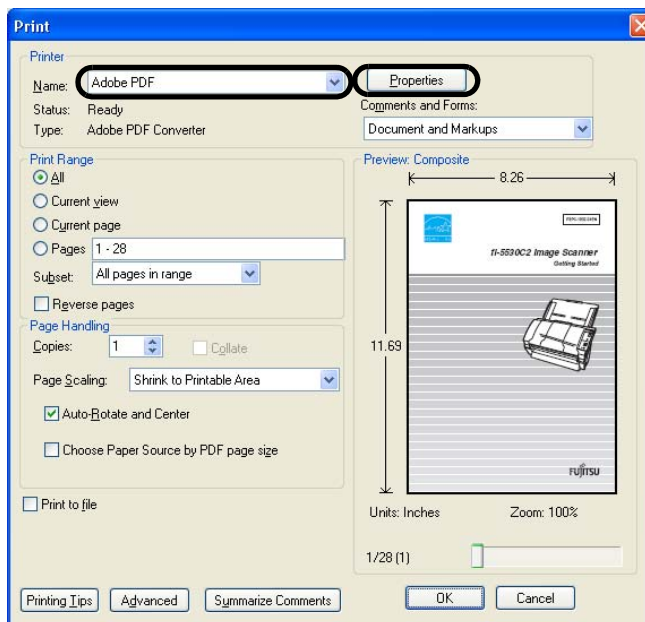 Print
Printer
Name: Adobe PDF
Properties
Status: Ready
Type: Adobe PDF Converter
Comments and Forms:
Document and Markups
Print Range
All
Current view
Current page
Pages 1 - 28
Subset: All pages in range
Reverse pages
Page Handling
Copies: 1 Collate
Page Scaling: Shrink to Printable Area
Auto-Rotate and Center
Choose Paper Source by PDF page size
Print to file
Preview: Composite
8.26
fi-5530C2 Image Scanner
Getting Started
11.69
FUJITSU
Units: Inches Zoom: 100%
1/28 (1)
Printing Tips Advanced Summarize Comments OK Cancel